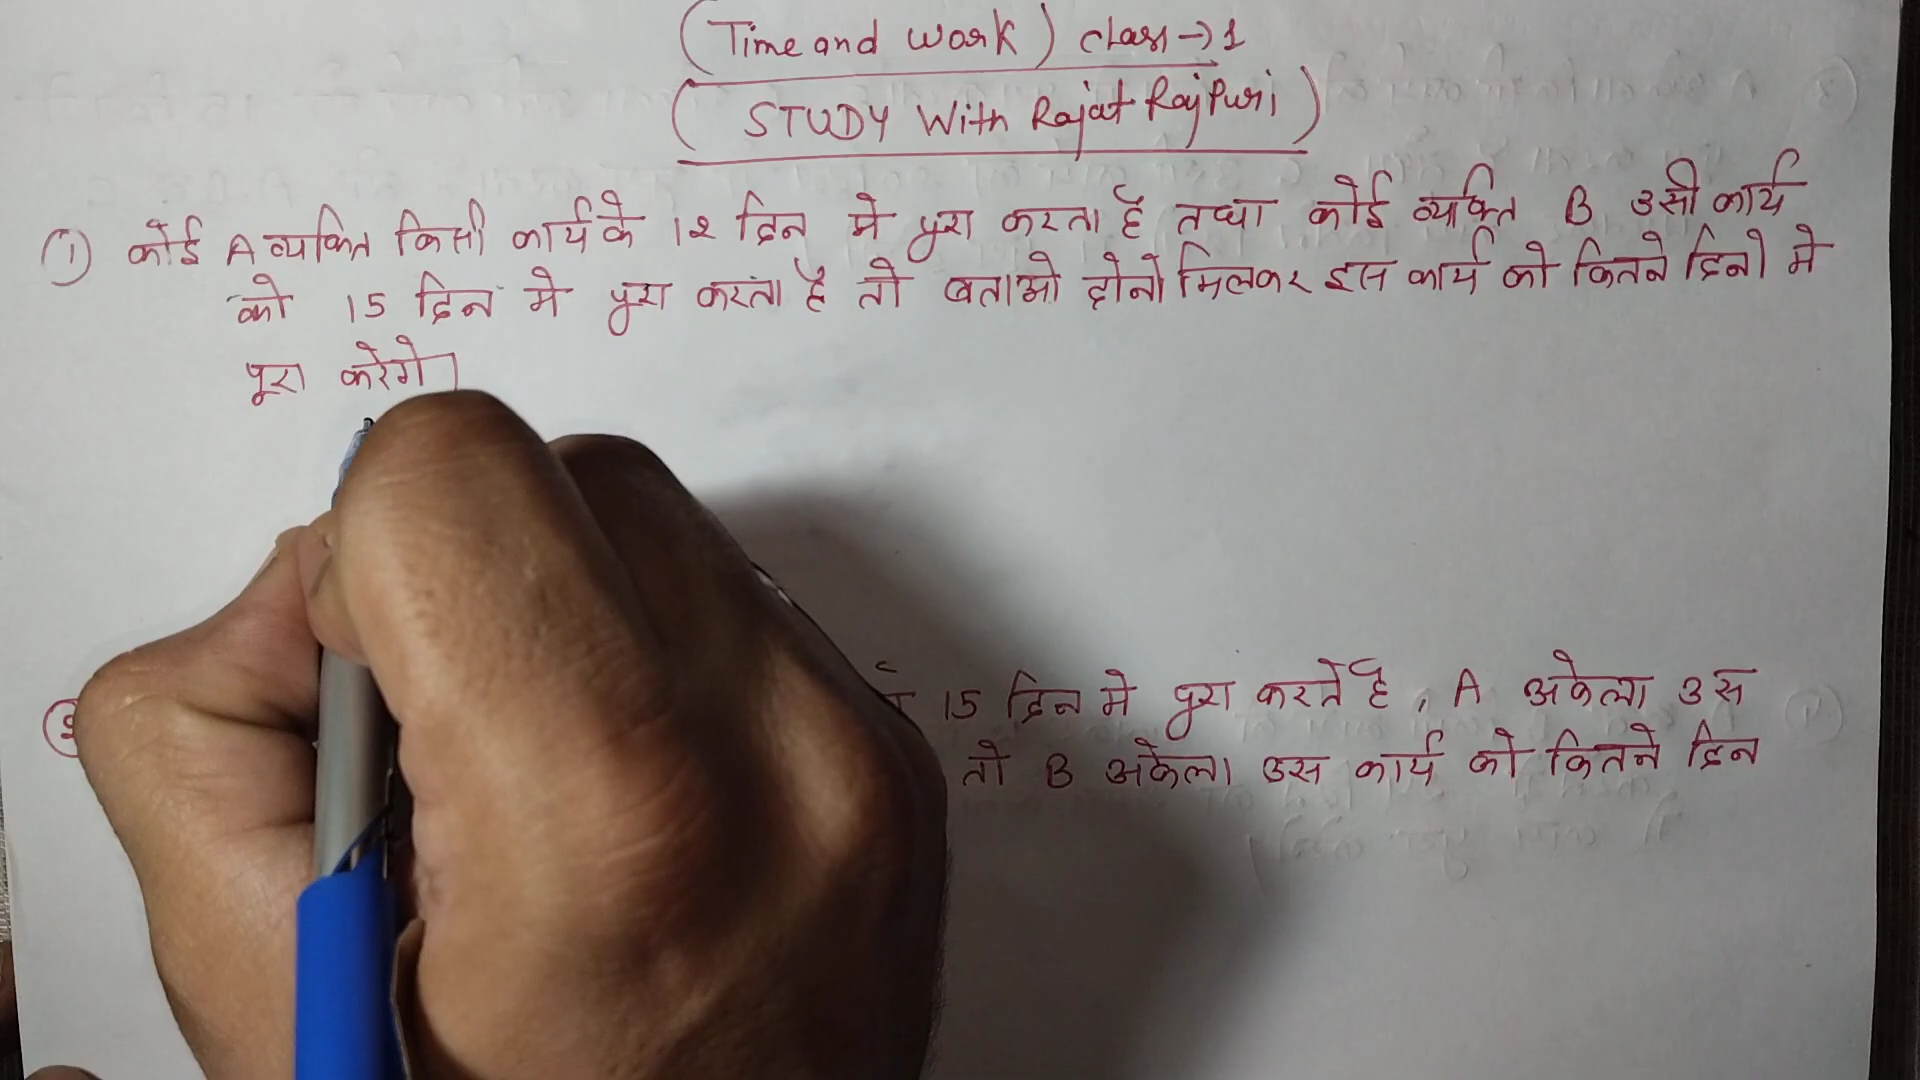 (Time and work) class → 1
(STUDY With Rajat Rajpuri)
① कोई A व्यक्ति किसी कार्य के 12 दिन मे पूरा करता है तथा कोई व्यक्ति B उसी कार्य
को 15 दिन मे पूरा करता है तो बताओ दोनो मिलकर इस कार्य को कितने दिनो मे
पूरा करेगे।
15 दिन मे पूरा करते है, A अकेला उस
तो B अकेला उस कार्य को कितने दिन